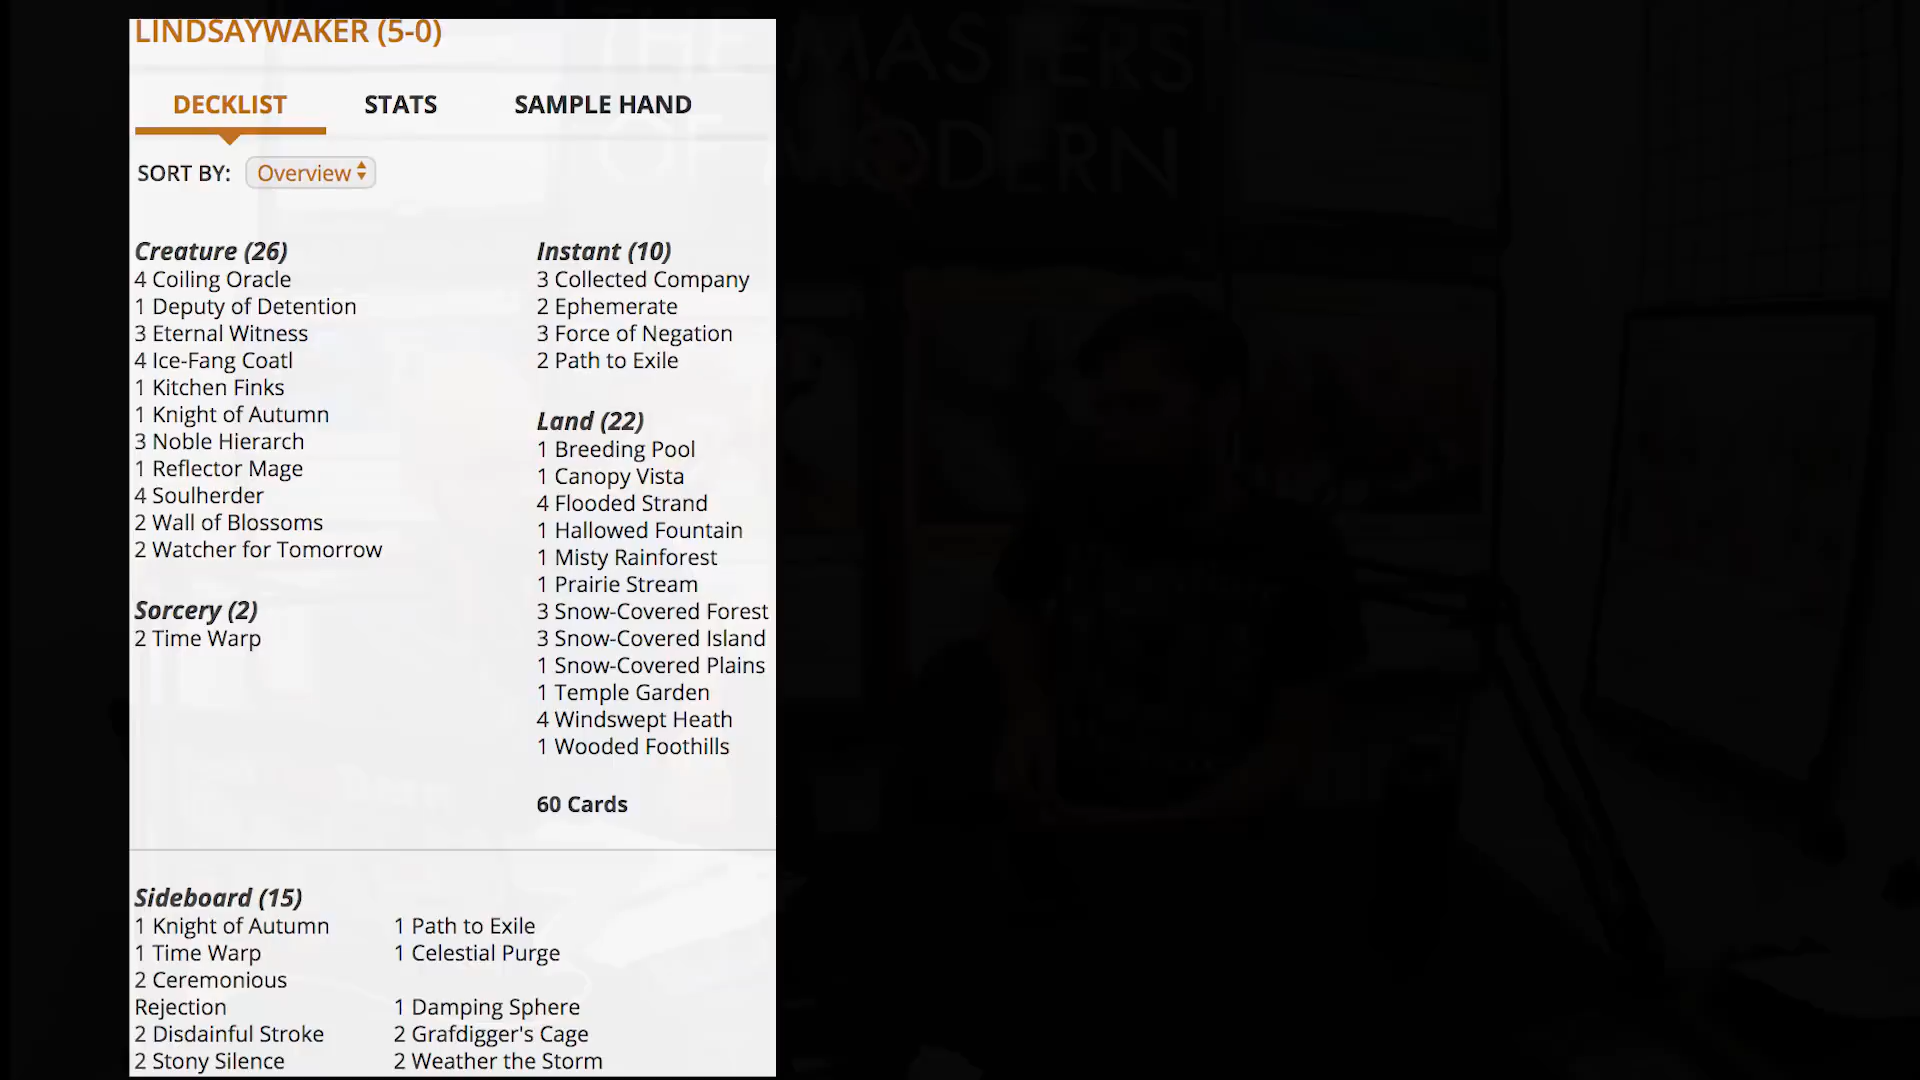 LINDSAYWAKER (5-0)
DECKLIST
STATS
SAMPLE HAND
SORT BY:
Overview
Creature (26)
4 Coiling Oracle
1 Deputy of Detention
3 Eternal Witness
4 Ice-Fang Coatl
1 Kitchen Finks
1 Knight of Autumn
3 Noble Hierarch
1 Reflector Mage
4 Soulherder
2 Wall of Blossoms
2 Watcher for Tomorrow
Sorcery (2)
2 Time Warp
Instant (10)
3 Collected Company
2 Ephemerate
3 Force of Negation
2 Path to Exile
Land (22)
1 Breeding Pool
1 Canopy Vista
4 Flooded Strand
1 Hallowed Fountain
1 Misty Rainforest
1 Prairie Stream
3 Snow-Covered Forest
3 Snow-Covered Island
1 Snow-Covered Plains
1 Temple Garden
4 Windswept Heath
1 Wooded Foothills
60 Cards
Sideboard (15)
1 Knight of Autumn
1 Time Warp
2 Ceremonious
Rejection
2 Disdainful Stroke
2 Stony Silence
1 Path to Exile
1 Celestial Purge
1 Damping Sphere
2 Grafdigger's Cage
2 Weather the Storm
THE MASTERS
OF MODERN